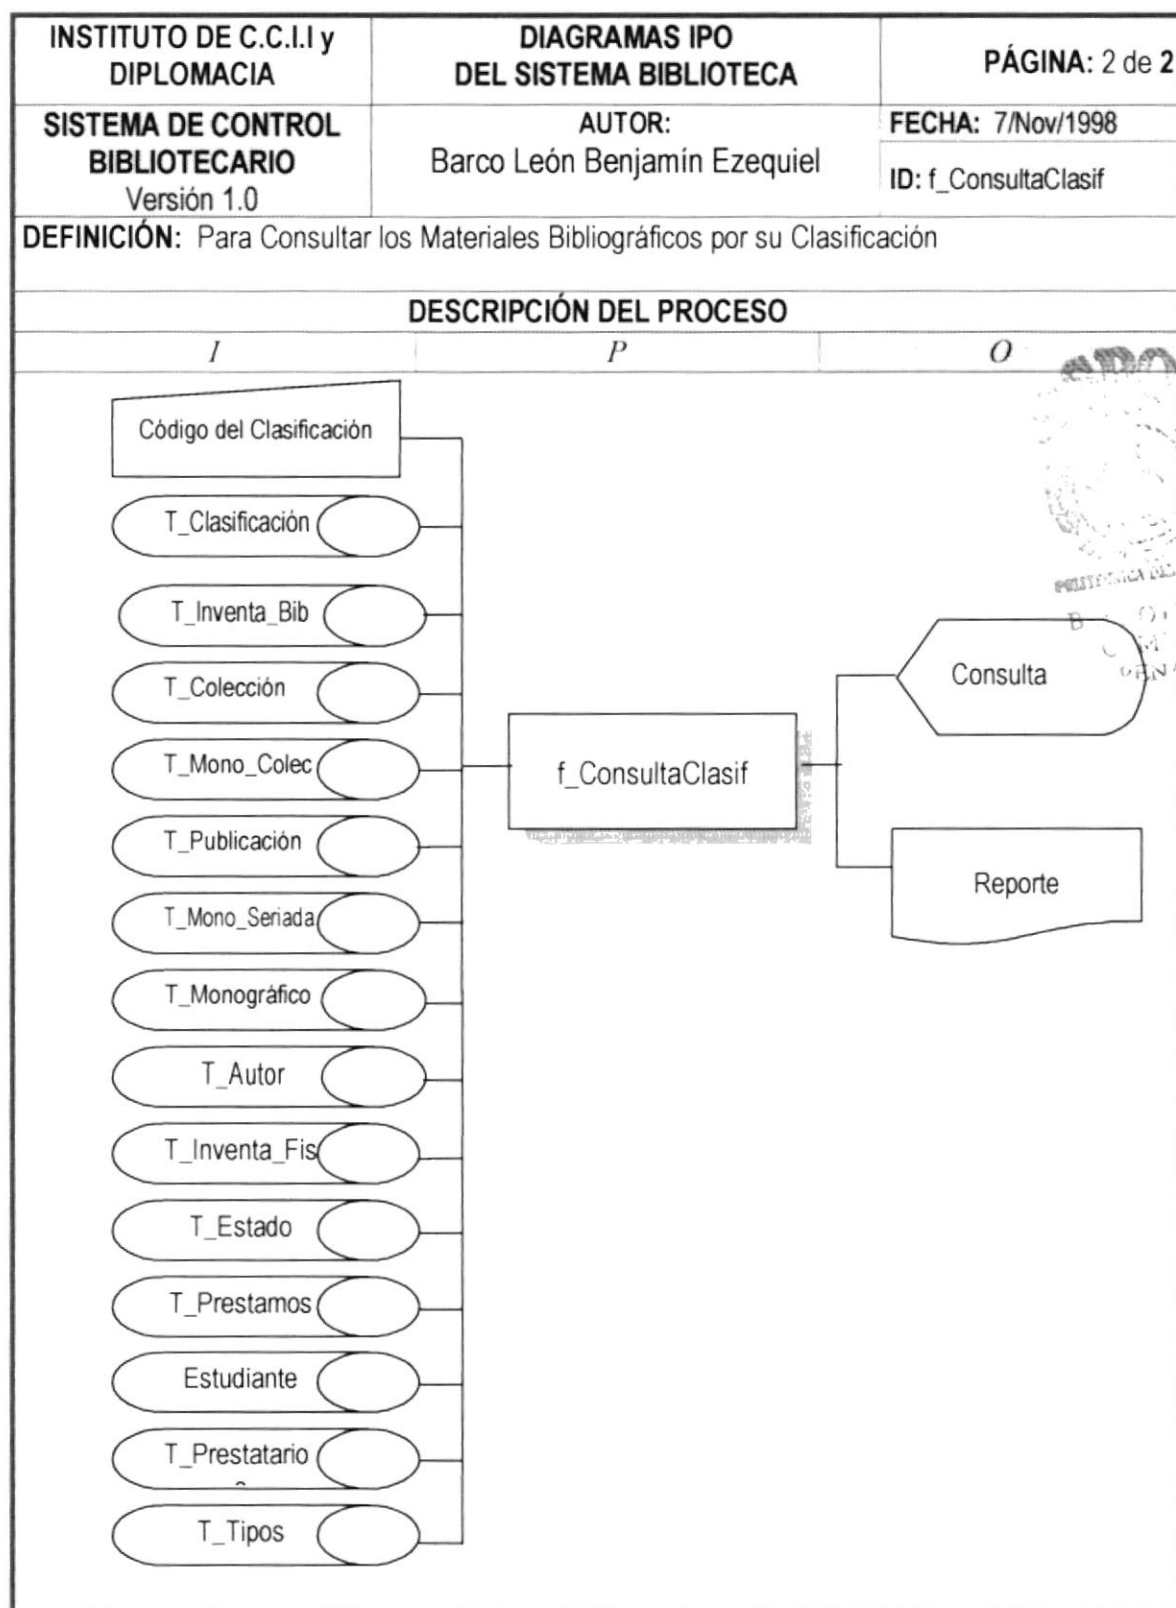 INSTITUTO DE C.C.I.I y
DIPLOMACIA
DIAGRAMAS IPO
DEL SISTEMA BIBLIOTECA
PÁGINA: 2 de 2
SISTEMA DE CONTROL
BIBLIOTECARIO
Versión 1.0
AUTOR:
Barco León Benjamín Ezequiel
FECHA: 7/Nov/1998
ID: f_ConsultaClasif
DEFINICIÓN: Para Consultar los Materiales Bibliográficos por su Clasificación
DESCRIPCIÓN DEL PROCESO
I P O
Código del Clasificación
T_Clasificación
T_Inventa_Bib
T_Colección
T_Mono_Colec
T_Publicación
T_Mono_Seriada
T_Monográfico
T_Autor
T_Inventa_Fis
T_Estado
T_Prestamos
Estudiante
T_Prestatario
T_Tipos
f_ConsultaClasif
Consulta
Reporte